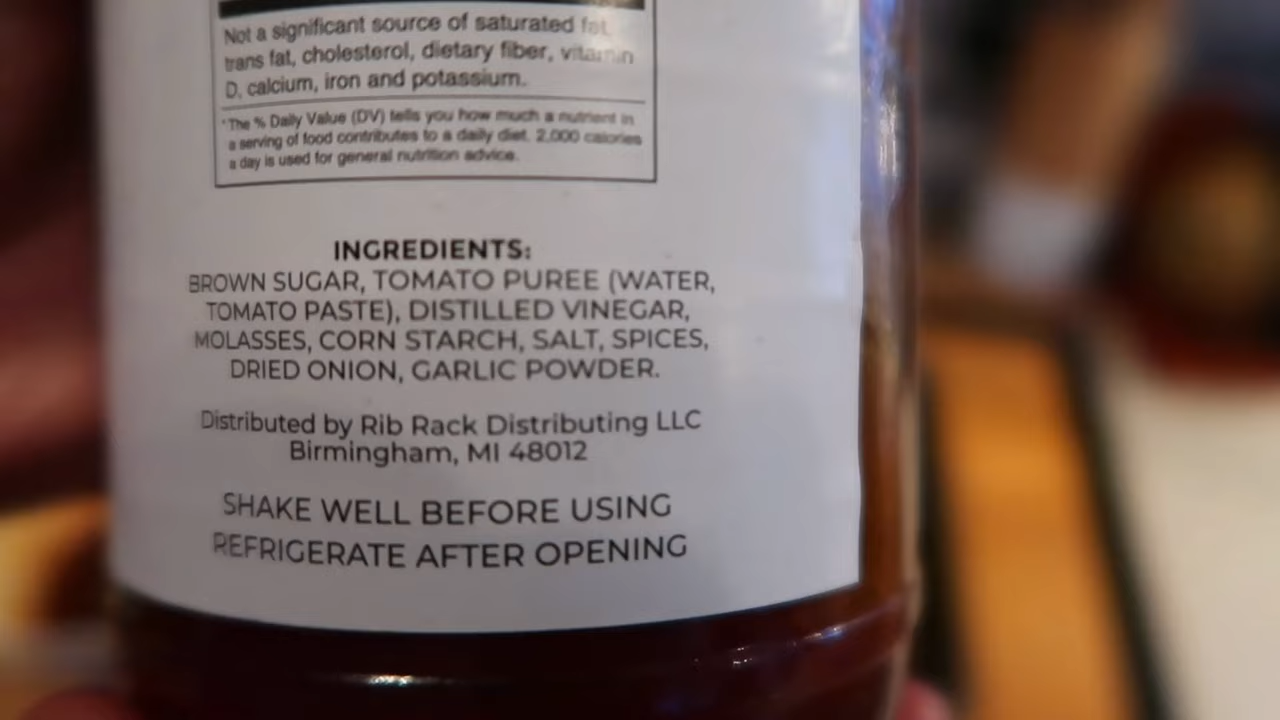 Not a significant source of saturated fat,
trans fat, cholesterol, dietary fiber, vitamin
D, calcium, iron and potassium.
*The % Daily Value (DV) tells you how much a nutrient in
a serving of food contributes to a daily diet. 2,000 calories
a day is used for general nutrition advice.
INGREDIENTS:
BROWN SUGAR, TOMATO PUREE (WATER,
TOMATO PASTE), DISTILLED VINEGAR,
MOLASSES, CORN STARCH, SALT, SPICES,
DRIED ONION, GARLIC POWDER.
Distributed by Rib Rack Distributing LLC
Birmingham, MI 48012
SHAKE WELL BEFORE USING
REFRIGERATE AFTER OPENING